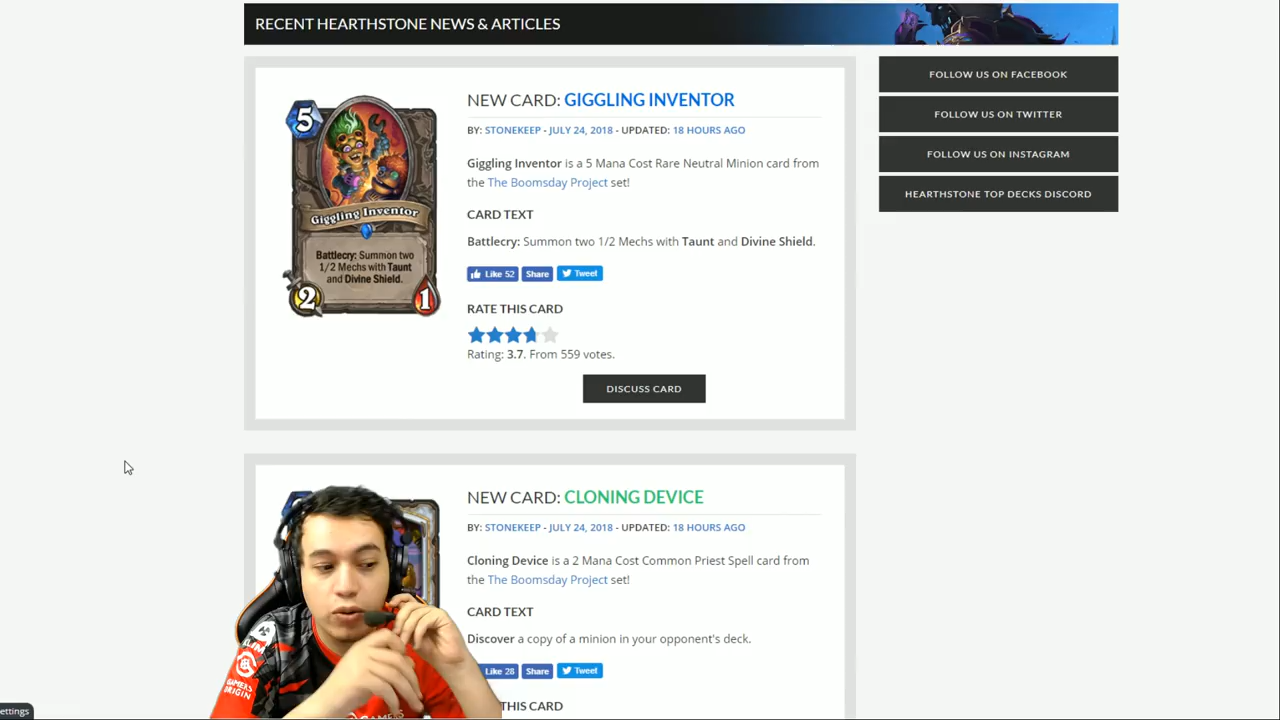 RECENT HEARTHSTONE NEWS & ARTICLES
5
Giggling Inventor
Battlecry: Summon two
1/2 Mechs with Taunt
and Divine Shield.
2
1
NEW CARD: GIGGLING INVENTOR
BY: STONEKEEP - JULY 24, 2018 - UPDATED: 18 HOURS AGO
Giggling Inventor is a 5 Mana Cost Rare Neutral Minion card from
the The Boomsday Project set!
CARD TEXT
Battlecry: Summon two 1/2 Mechs with Taunt and Divine Shield.
Like 52 Share Tweet
RATE THIS CARD
Rating: 3.7. From 559 votes.
DISCUSS CARD
FOLLOW US ON FACEBOOK
FOLLOW US ON TWITTER
FOLLOW US ON INSTAGRAM
HEARTHSTONE TOP DECKS DISCORD
NEW CARD: CLONING DEVICE
BY: STONEKEEP - JULY 24, 2018 - UPDATED: 18 HOURS AGO
Cloning Device is a 2 Mana Cost Common Priest Spell card from
the The Boomsday Project set!
CARD TEXT
Discover a copy of a minion in your opponent's deck.
Like 28 Share Tweet
THIS CARD
GAMERS
ORIGIN
ettings